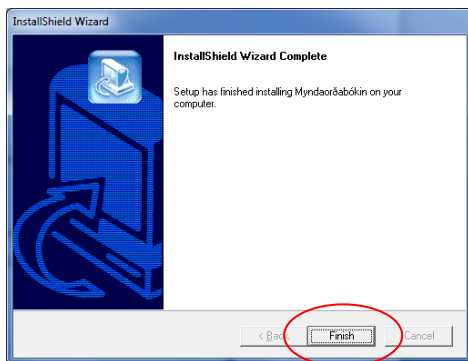 InstallShield Wizard
InstallShield Wizard Complete
Setup has finished installing Myndaorðabókin on your
computer.
< Back
Finish
Cancel